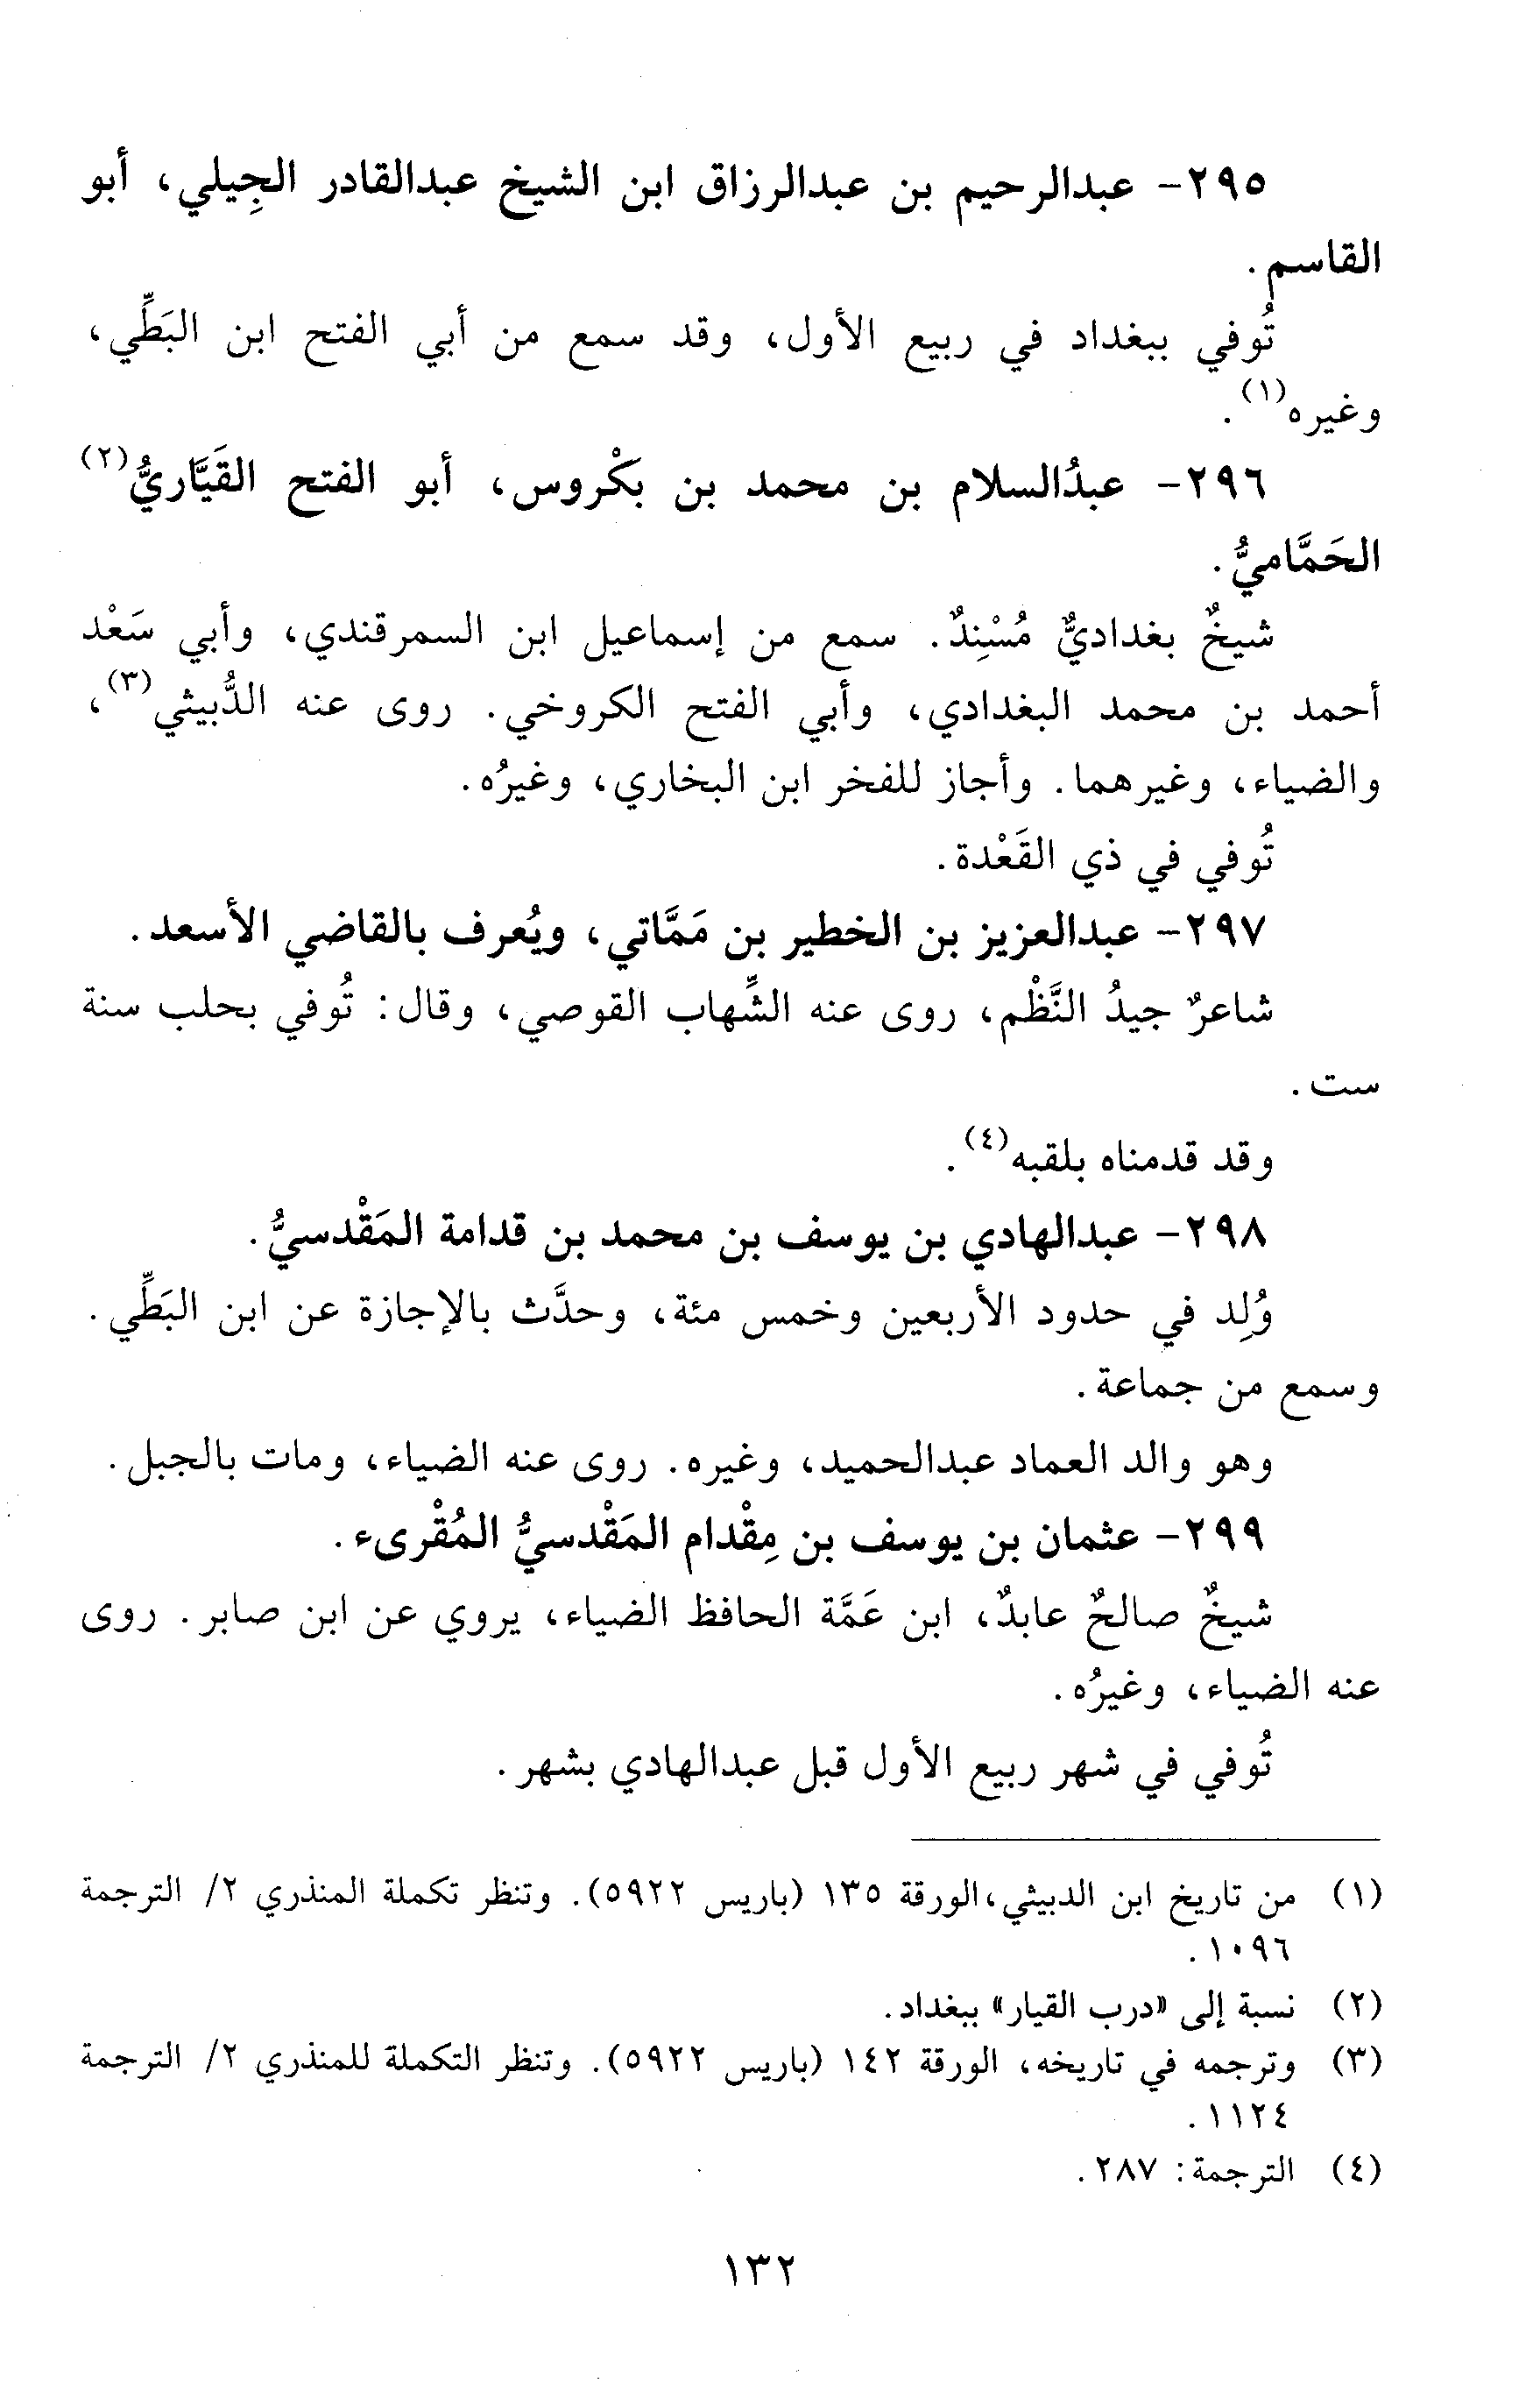 ٢٩٥- عبدالرحيم بن عبدالرزاق ابن الشيخ عبدالقادر الجِيلي، أبو
القاسم.
تُوفي ببغداد في ربيع الأول، وقد سمع من أبي الفتح ابن البَطِّي،
وغيره(١).
٢٩٦- عبدُالسلام بن محمد بن بكْروس، أبو الفتح القَيَّاريُّ(٢)
الحَمَّاميُّ.
شيخٌ بغداديٌّ مُسْنِدٌ. سمع من إسماعيل ابن السمرقندي، وأبي سَعْد
أحمد بن محمد البغدادي، وأبي الفتح الكروخي. روى عنه الدُّبيثي(٣)،
والضياء، وغيرهما. وأجاز للفخر ابن البخاري، وغيرُه.
تُوفي في ذي القَعْدة.
٢٩٧- عبدالعزيز بن الخطير بن مَمَّاتي، ويُعرف بالقاضي الأسعد.
شاعرٌ جيدُ النَّظْم، روى عنه الشِّهاب القوصي، وقال: تُوفي بحلب سنة
ست.
وقد قدمناه بلقبه(٤).
٢٩٨- عبدالهادي بن يوسف بن محمد بن قدامة المَقْدسيُّ.
وُلِد في حدود الأربعين وخمس مئة، وحدَّث بالإجازة عن ابن البَطِّي.
وسمع من جماعة.
وهو والد العماد عبدالحميد، وغيره. روى عنه الضياء، ومات بالجبل.
٢٩٩- عثمان بن يوسف بن مِقْدام المَقْدسيُّ المُقْرىء.
شيخٌ صالحٌ عابدٌ، ابن عَمَّة الحافظ الضياء، يروي عن ابن صابر. روى
عنه الضياء، وغيرُه.
تُوفي في شهر ربيع الأول قبل عبدالهادي بشهر.
(١) من تاريخ ابن الدبيثي،الورقة ١٣٥ (باريس ٥٩٢٢). وتنظر تكملة المنذري ٢/ الترجمة
١٠٩٦.
(٢) نسبة إلى «درب القيار» ببغداد.
(٣) وترجمه في تاريخه، الورقة ١٤٢ (باريس ٥٩٢٢). وتنظر التكملة للمنذري ٢/ الترجمة
١١٢٤.
(٤) الترجمة: ٢٨٧.
١٣٢